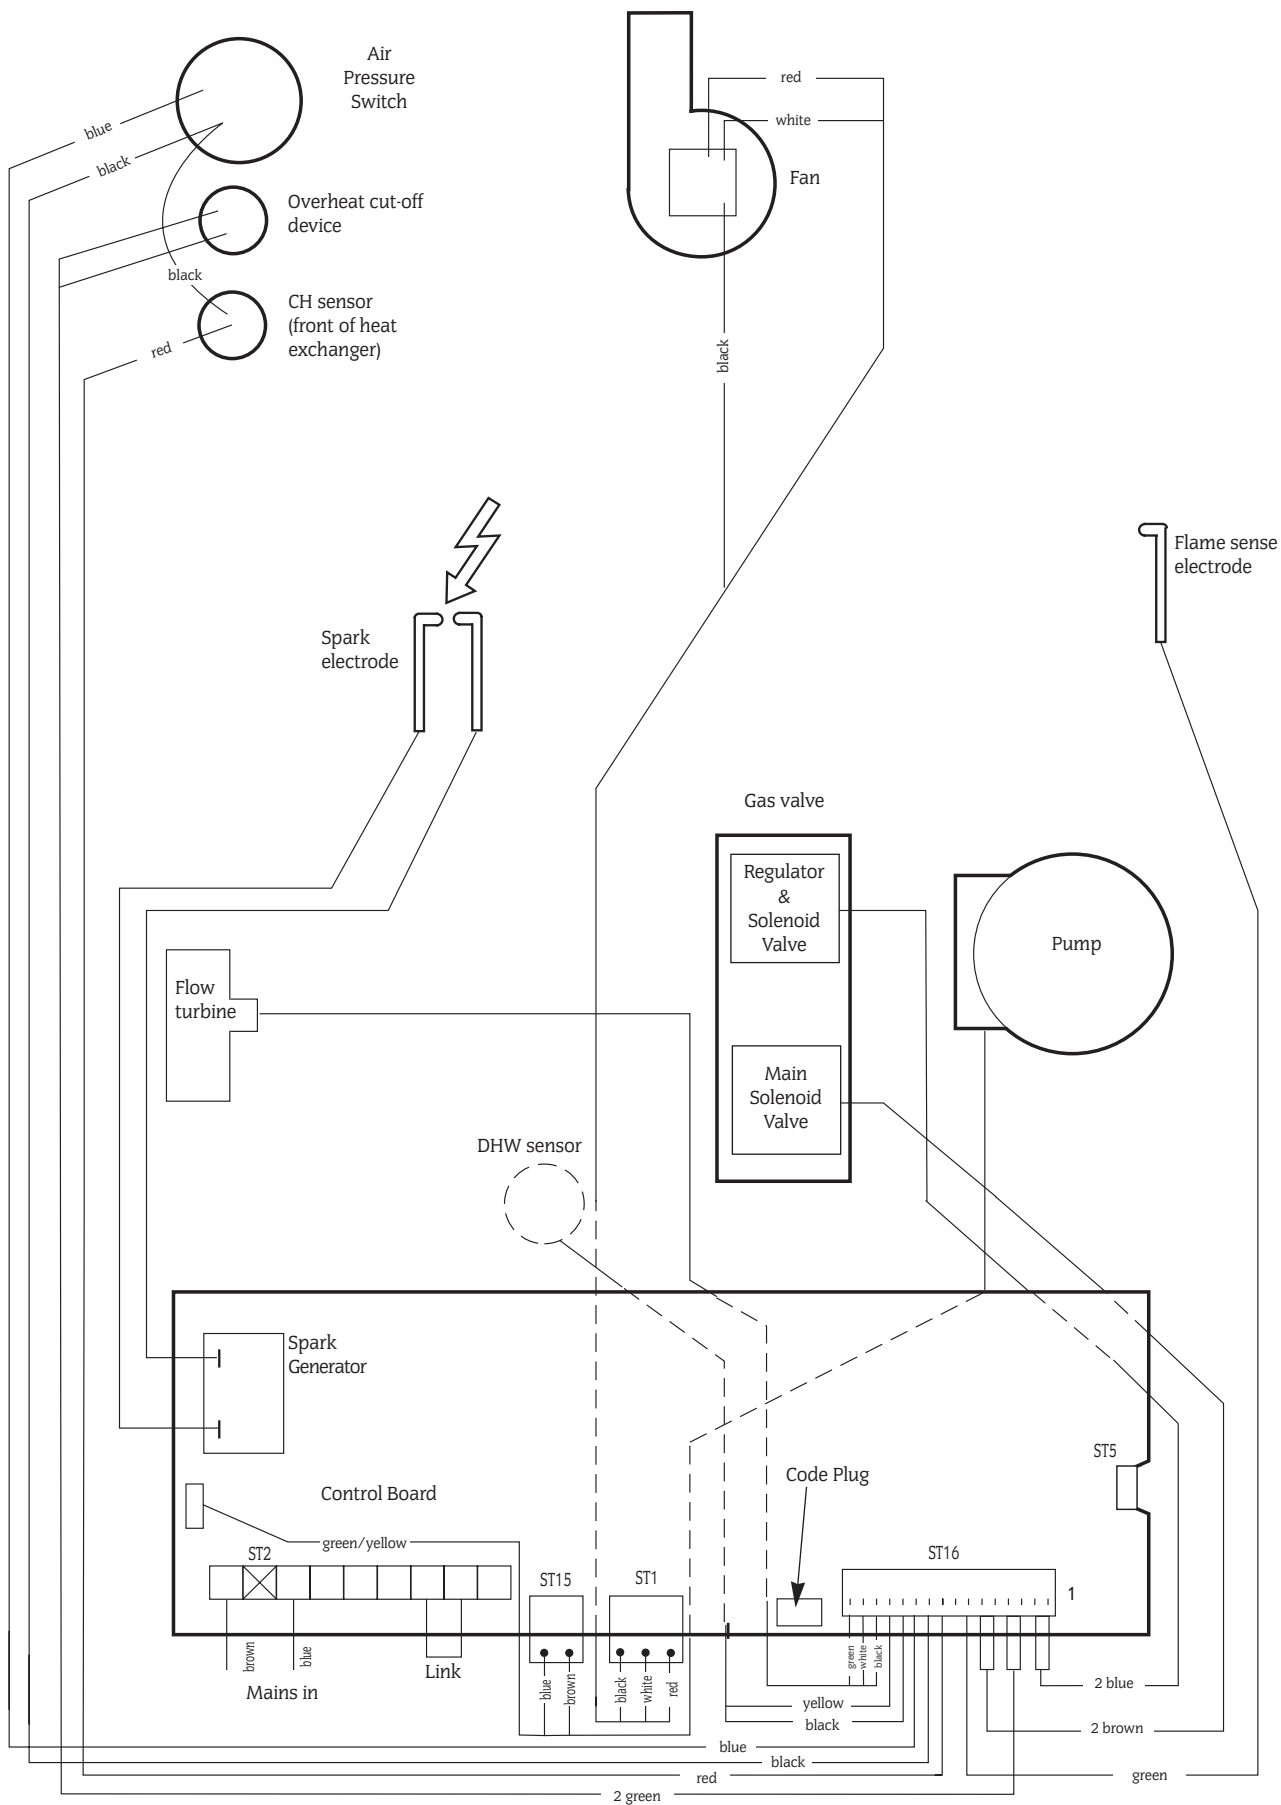 Air
Pressure
Switch
red
white
blue
black
Fan
Overheat cut-off
device
black
CH sensor
(front of heat
exchanger)
red
black
Flame sense
electrode
Spark
electrode
Gas valve
Regulator
&
Solenoid
Valve
Pump
Flow
turbine
Main
Solenoid
Valve
DHW sensor
Spark
Generator
ST5
Code Plug
Control Board
green/yellow
ST2
ST15
ST1
ST16
1
brown
blue
Mains in
Link
blue
brown
black
white
red
green
white
black
2 blue
yellow
black
2 brown
blue
black
red
green
2 green